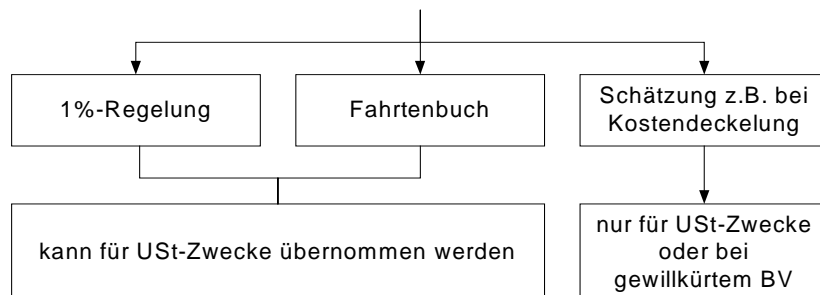 1%-Regelung
Fahrtenbuch
Schätzung z.B. bei
Kostendeckelung
kann für USt-Zwecke übernommen werden
nur für USt-Zwecke
oder bei
gewillkürtem BV